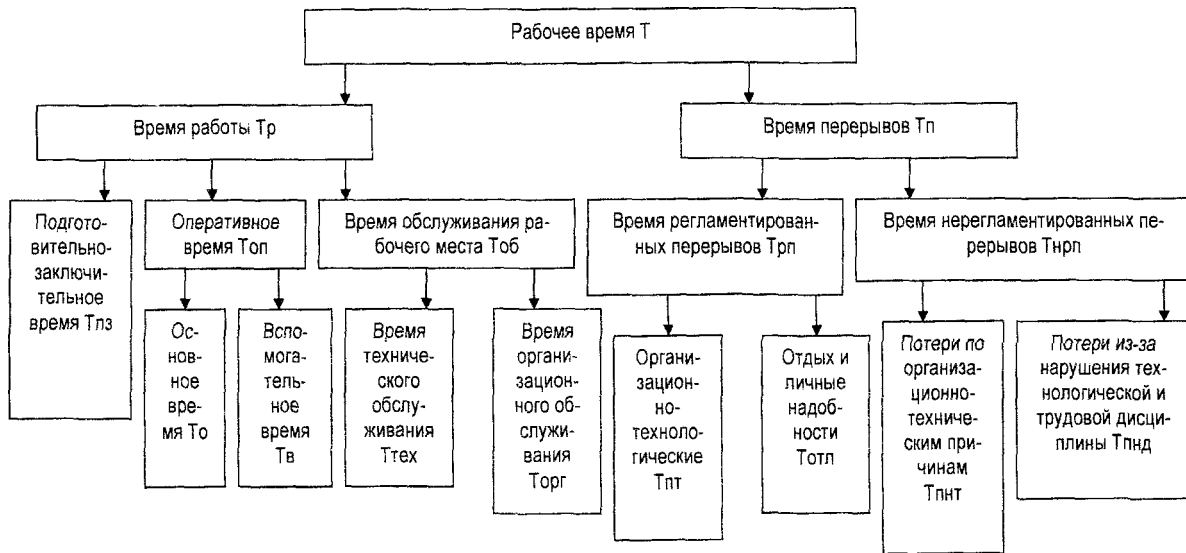 Рабочее время Т
Время работы Тр
Время перерывов Тп
Подгото-
вительно-
заключи-
тельное
время Тпз
Оперативное
время Топ
Время обслуживания ра-
бочего места Тоб
Время регламентирован-
ных перерывов Трп
Время нерегламентированных пе-
рерывов Тнрп
Ос-
нов-
ное
вре-
мя То
Вспо-
могa-
тель-
ное
время
Тв
Время
техниче-
ского
обслу-
живания
Ттех
Время
органи-
зацион-
ного об-
служи-
вания
Торг
Органи-
зацион-
но-
техноло-
гические
Тпт
Отдых и
личные
надоб-
ности
Тотл
Потери по
организа-
ционно-
техниче-
ским при-
чинам
Тпнт
Потери из-за
нарушения тех-
нологической и
трудовой дисци-
плины Тпнд